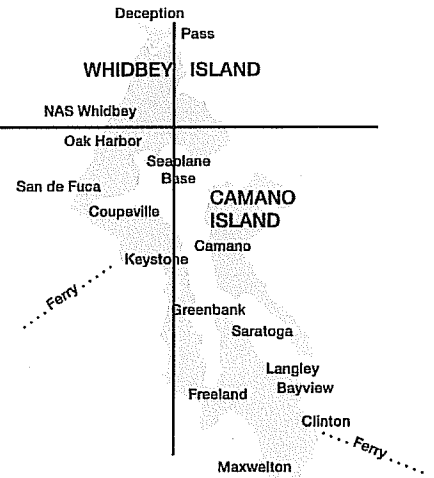 Deception
Pass
WHIDBEY ISLAND
NAS Whidbey
Oak Harbor
Seaplane
Base
San de Fuca
CAMANO
ISLAND
Coupeville
Camano
Keystone
Ferry
Greenbank
Saratoga
Langley
Bayview
Freeland
Clinton
Ferry
Maxwelton